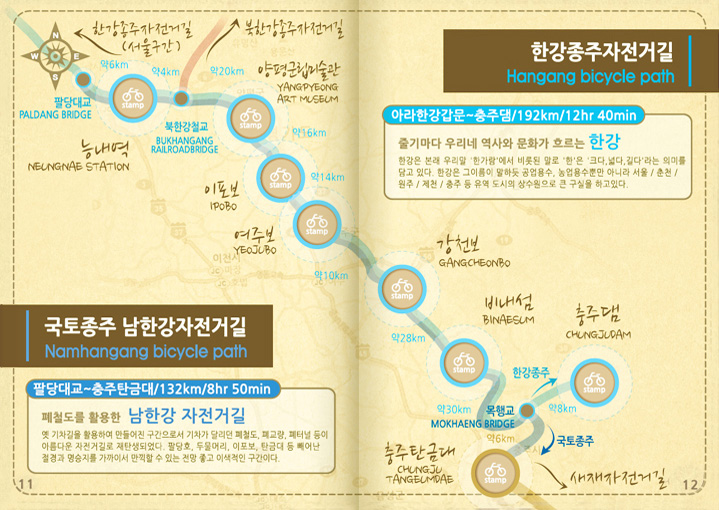 한강종주자전거길
(서울구간)
북한강종주자전거길
N
W
E
S
약6km
약4km
약20km
stamp
양평군립미술관
YANGPYEONG
ART MUSEUM
팔당대교
PALDANG BRIDGE
북한강철교
BUKHANGANG
RAILROADBRIDGE
stamp
능내역
NEUNGNAE STATION
약16km
이포보
IPOBO
stamp
약14km
여주보
YEOJUBO
stamp
약10km
이천시
국토종주 남한강자전거길
Namhangang bicycle path
팔당대교~충주탄금대/132km/8hr 50min
폐철도를 활용한 남한강 자전거길
옛 기찻길을 활용하여 만들어진 구간으로서 기차가 달리던 폐철도, 폐교량, 폐터널 등이
아름다운 자전거길로 재탄생되었다. 팔당호, 두물머리, 이포보, 탄금대 등 빼어난
절경과 명승지를 가까이서 만끽할 수 있는 전망 좋고 이색적인 구간이다.
11
한강종주자전거길
Hangang bicycle path
아라한강갑문~충주댐/192km/12hr 40min
줄기마다 우리네 역사와 문화가 흐르는 한강
한강은 본래 우리말 '한가람'에서 비롯된 말로 '한'은 '크다,넓다,길다'라는 의미를
담고 있다. 한강은 그이름이 말하듯 공업용수, 농업용수뿐만 아니라 서울 / 춘천 /
원주 / 제천 / 충주 등 유역 도시의 상수원으로 큰 구실을 하고있다.
강천보
GANGCHEONBO
stamp
비내섬
BINAESUM
충주댐
CHUNGJUDAM
약28km
stamp
한강종주
stamp
약30km
목행교
MOKHAENG BRIDGE
약8km
약6km
국토종주
충주탄금대
CHUNGJU
TANGEUMDAE
stamp
새재자전거길
12